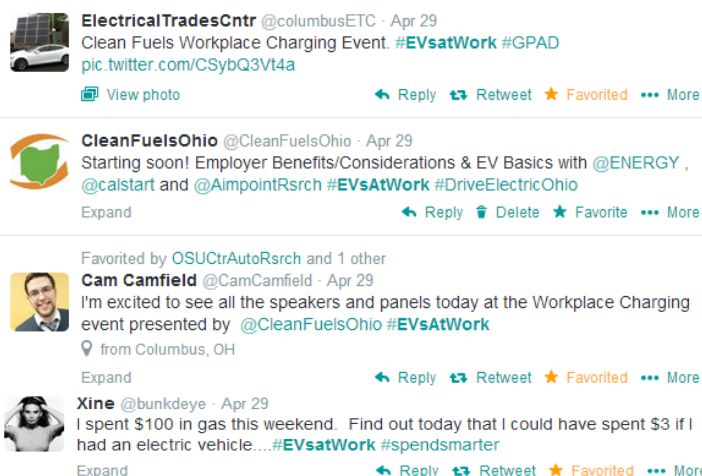 ElectricalTradesCntr @columbusETC · Apr 29
Clean Fuels Workplace Charging Event. #EVsatWork #GPAD
pic.twitter.com/CSybQ3Vt4a
View photo Reply Retweet Favorited ••• More
CleanFuelsOhio @CleanFuelsOhio · Apr 29
Starting soon! Employer Benefits/Considerations & EV Basics with @ENERGY ,
@calstart and @AimpointRsrch #EVsAtWork #DriveElectricOhio
Expand Reply Delete Favorite ••• More
Favorited by OSUCtrAutoRsrch and 1 other
Cam Camfield @CamCamfield · Apr 29
I'm excited to see all the speakers and panels today at the Workplace Charging
event presented by @CleanFuelsOhio #EVsAtWork
from Columbus, OH
Expand Reply Retweet Favorited ••• More
Xine @bunkdeye · Apr 29
I spent $100 in gas this weekend. Find out today that I could have spent $3 if I
had an electric vehicle....#EVsatWork #spendsmarter
Expand Reply Retweet Favorited ••• More